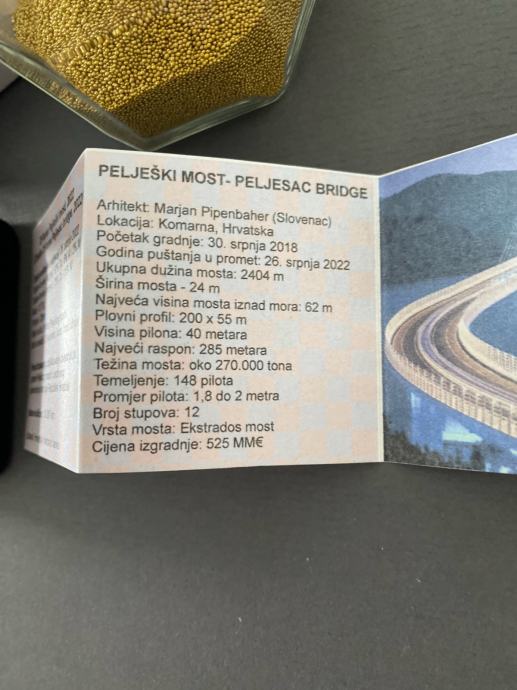 PELJEŠKI MOST- PELJESAC BRIDGE
Arhitekt: Marjan Pipenbaher (Slovenac)
Lokacija: Komarna, Hrvatska
Početak gradnje: 30. srpnja 2018
Godina puštanja u promet: 26. srpnja 2022
Ukupna dužina mosta: 2404 m
Širina mosta - 24 m
Najveća visina mosta iznad mora: 62 m
Plovni profil: 200 x 55 m
Visina pilona: 40 metara
Najveći raspon: 285 metara
Težina mosta: oko 270.000 tona
Temeljenje: 148 pilota
Promjer pilota: 1,8 do 2 metra
Broj stupova: 12
Vrsta mosta: Ekstrados most
Cijena izgradnje: 525 MM€